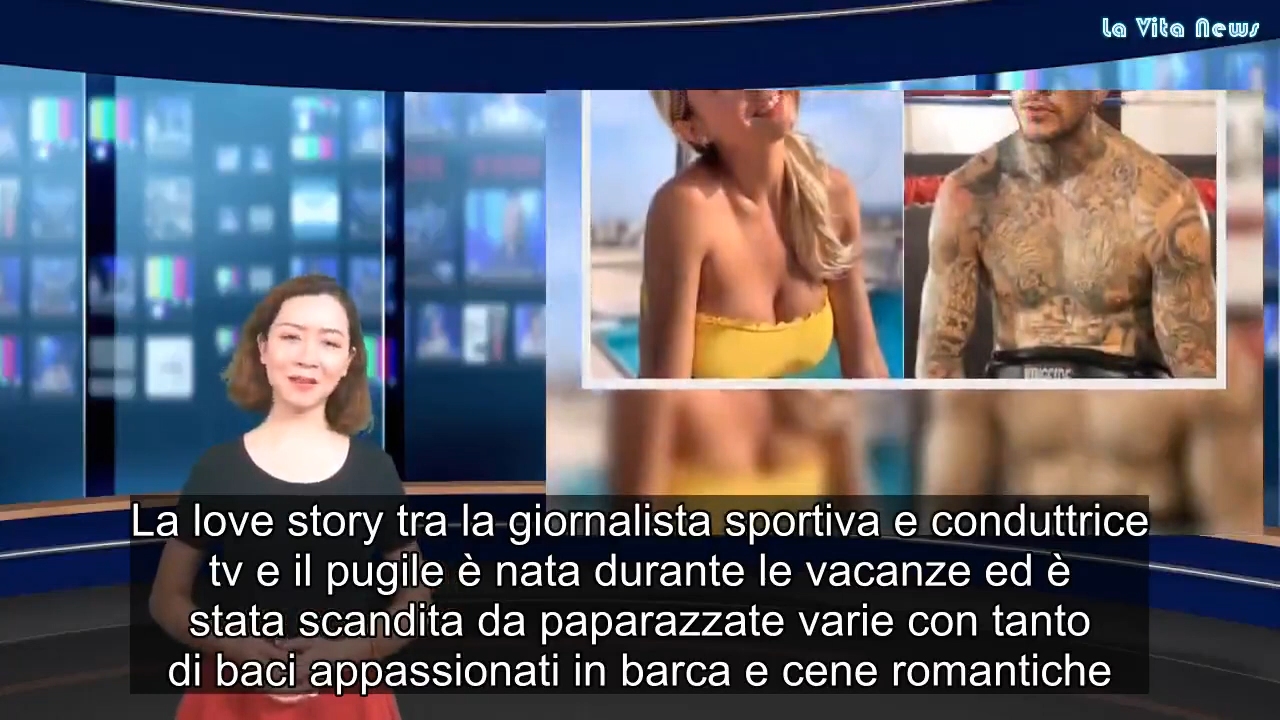 La Vita News
La love story tra la giornalista sportiva e conduttrice
tv e il pugile è nata durante le vacanze ed è
stata scandita da paparazzate varie con tanto
di baci appassionati in barca e cene romantiche